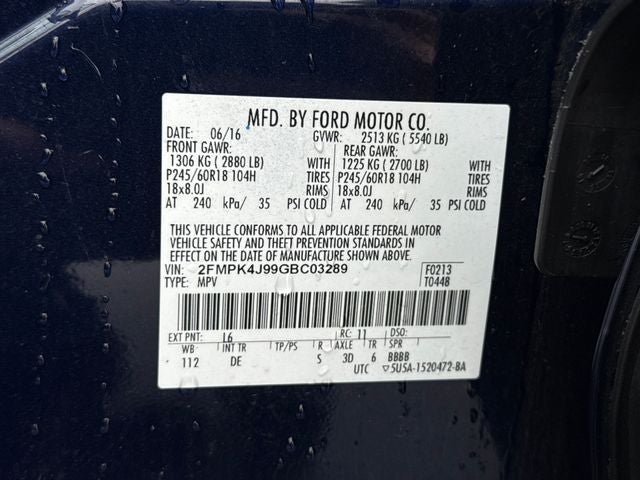 MFD. BY FORD MOTOR CO.
DATE: 06/16 GVWR: 2513 KG ( 5540 LB)
FRONT GAWR: REAR GAWR:
1306 KG ( 2880 LB) WITH 1225 KG ( 2700 LB) WITH
P245/60R18 104H TIRES P245/60R18 104H TIRES
18x8.0J RIMS 18x8.0J RIMS
AT 240 kPa/ 35 PSI COLD AT 240 kPa/ 35 PSI COLD
THIS VEHICLE CONFORMS TO ALL APPLICABLE FEDERAL MOTOR
VEHICLE SAFETY AND THEFT PREVENTION STANDARDS IN
EFFECT ON THE DATE OF MANUFACTURE SHOWN ABOVE.
VIN: 2FMPK4J99GBC03289 F0213
TYPE: MPV T0448
EXT PNT: L6 RC: 11 DSO:
WB INT TR TP/PS R AXLE TR SPR
112 DE S 3D 6 BBBB
UTC ▽5U5A-1520472-BA